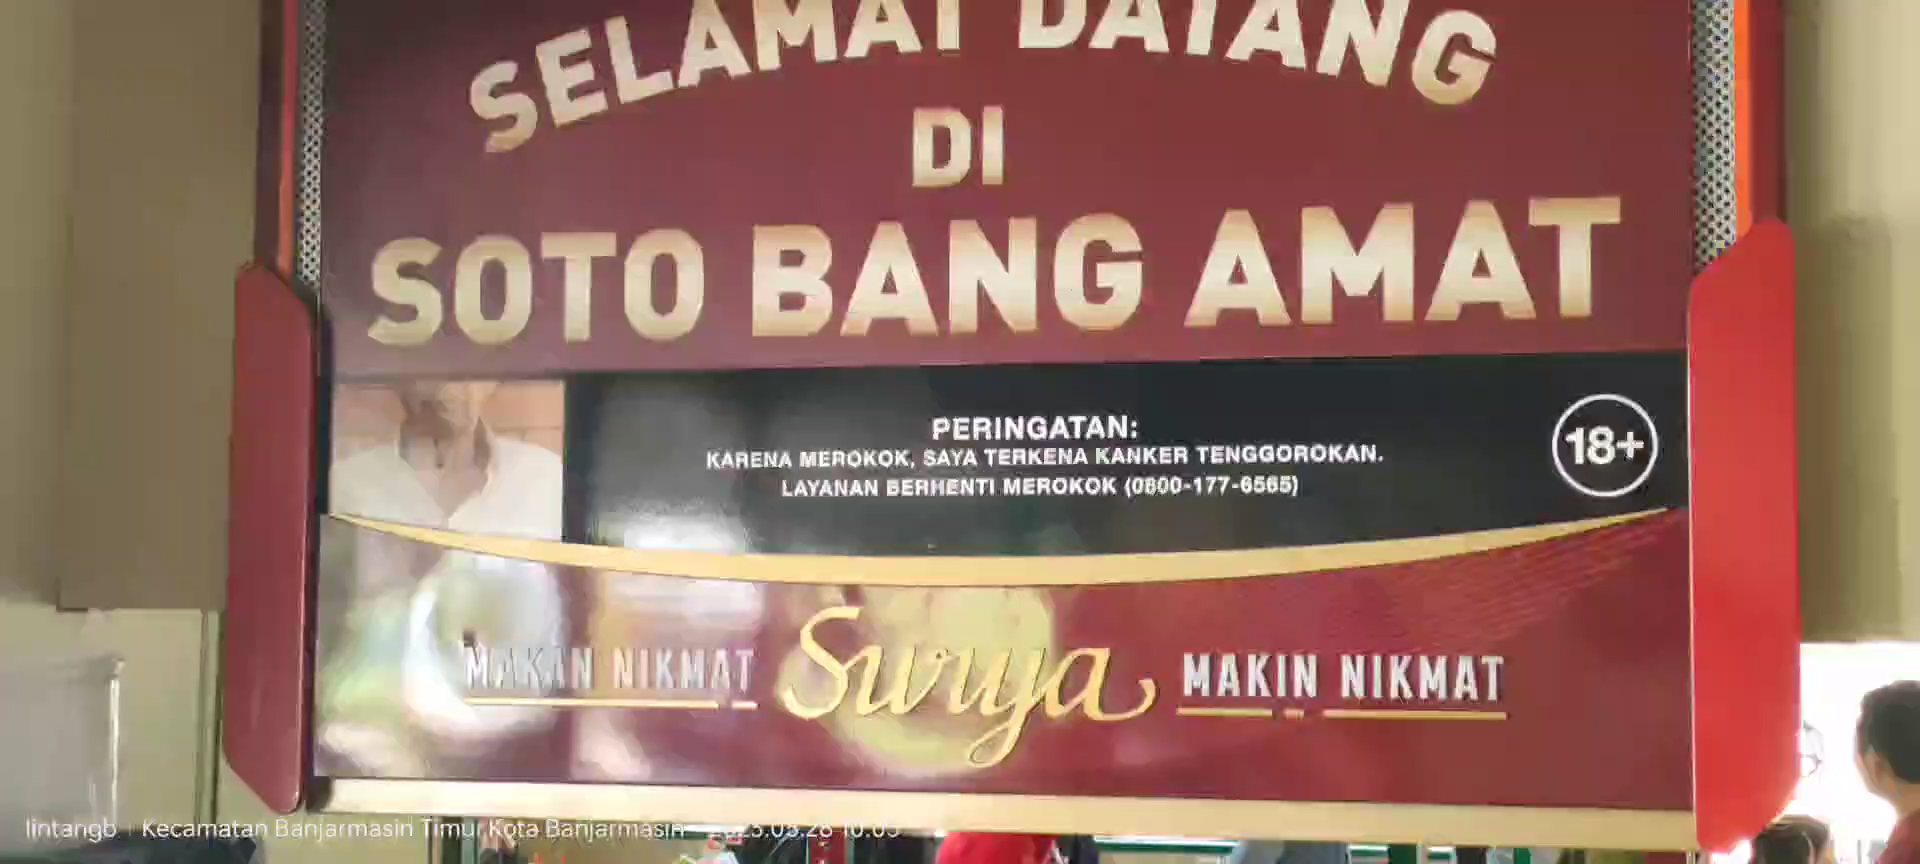 SELAMAT DATANG
DI
SOTO BANG AMAT
PERINGATAN:
KARENA MEROKOK, SAYA TERKENA KANKER TENGGOROKAN.
LAYANAN BERHENTI MEROKOK (0800-177-6565)
18+
MAKAN NIKMAT Surya MAKIN NIKMAT
lintangb | Kecamatan Banjarmasin Timur, Kota Banjarmasin